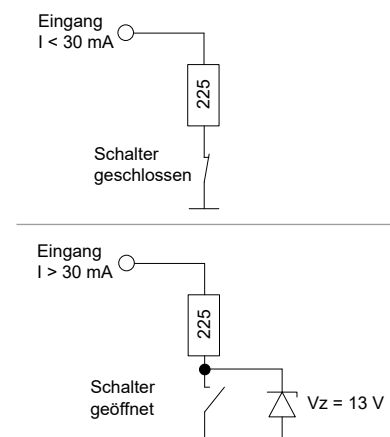 Eingang
I < 30 mA
225
Schalter
geschlossen
Eingang
I > 30 mA
225
Schalter
geöffnet
Vz = 13 V